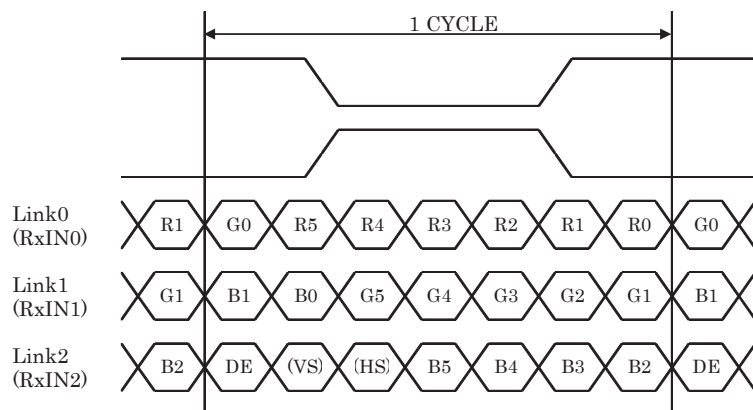 1 CYCLE
Link0 (RxIN0) R1 G0 R5 R4 R3 R2 R1 R0 G0
Link1 (RxIN1) G1 B1 B0 G5 G4 G3 G2 G1 B1
Link2 (RxIN2) B2 DE (VS) (HS) B5 B4 B3 B2 DE